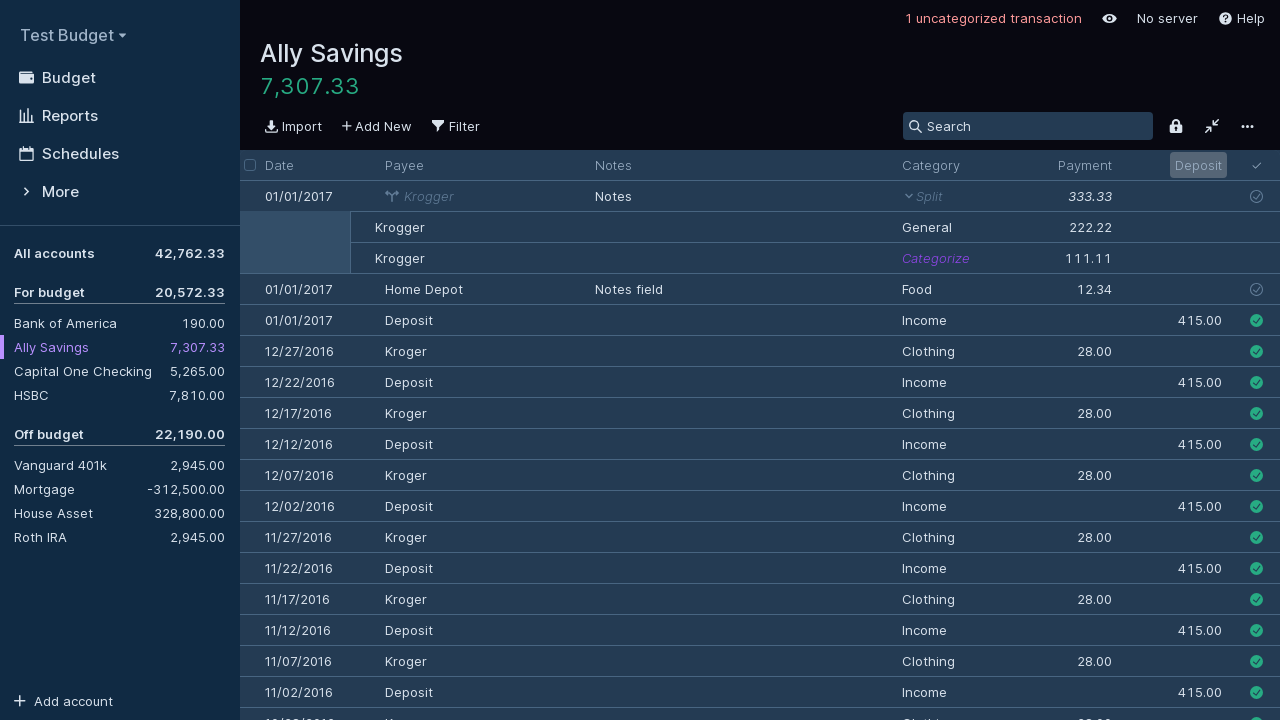 Test Budget
Budget
Reports
Schedules
More
All accounts 42,762.33
For budget 20,572.33
Bank of America 190.00
Ally Savings 7,307.33
Capital One Checking 5,265.00
HSBC 7,810.00
Off budget 22,190.00
Vanguard 401k 2,945.00
Mortgage -312,500.00
House Asset 328,800.00
Roth IRA 2,945.00
Add account
1 uncategorized transaction No server Help
Ally Savings
7,307.33
Import Add New Filter Search
Date Payee Notes Category Payment Deposit
01/01/2017 Krogger Notes Split 333.33
Krogger General 222.22
Krogger Categorize 111.11
01/01/2017 Home Depot Notes field Food 12.34
01/01/2017 Deposit Income 415.00
12/27/2016 Kroger Clothing 28.00
12/22/2016 Deposit Income 415.00
12/17/2016 Kroger Clothing 28.00
12/12/2016 Deposit Income 415.00
12/07/2016 Kroger Clothing 28.00
12/02/2016 Deposit Income 415.00
11/27/2016 Kroger Clothing 28.00
11/22/2016 Deposit Income 415.00
11/17/2016 Kroger Clothing 28.00
11/12/2016 Deposit Income 415.00
11/07/2016 Kroger Clothing 28.00
11/02/2016 Deposit Income 415.00